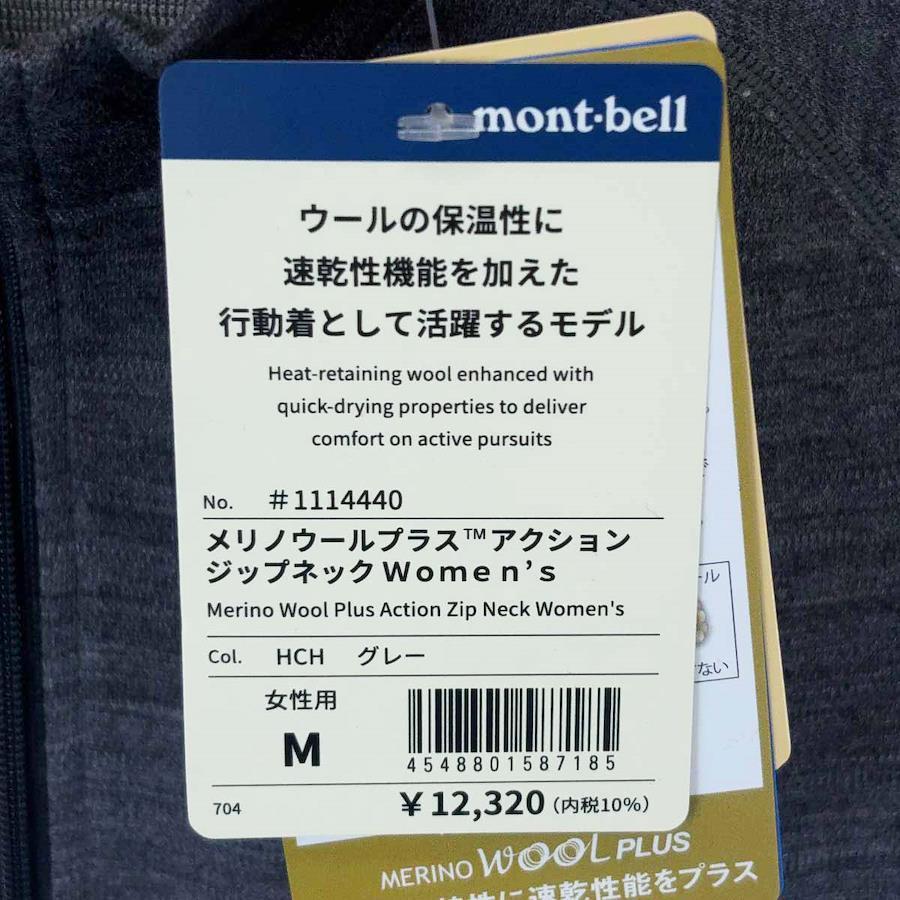 mont-bell
ウールの保温性に
速乾性機能を加えた
行動着として活躍するモデル
Heat-retaining wool enhanced with
quick-drying properties to deliver
comfort on active pursuits
No. #1114440
メリノウールプラス™アクション
ジップネックWomen's
Merino Wool Plus Action Zip Neck Women's
Col. HCH グレー
女性用
M
4548801587185
704 ¥12,320(内税10%)
ール
ない
MERINO WOOL PLUS
に速乾性能をプラス